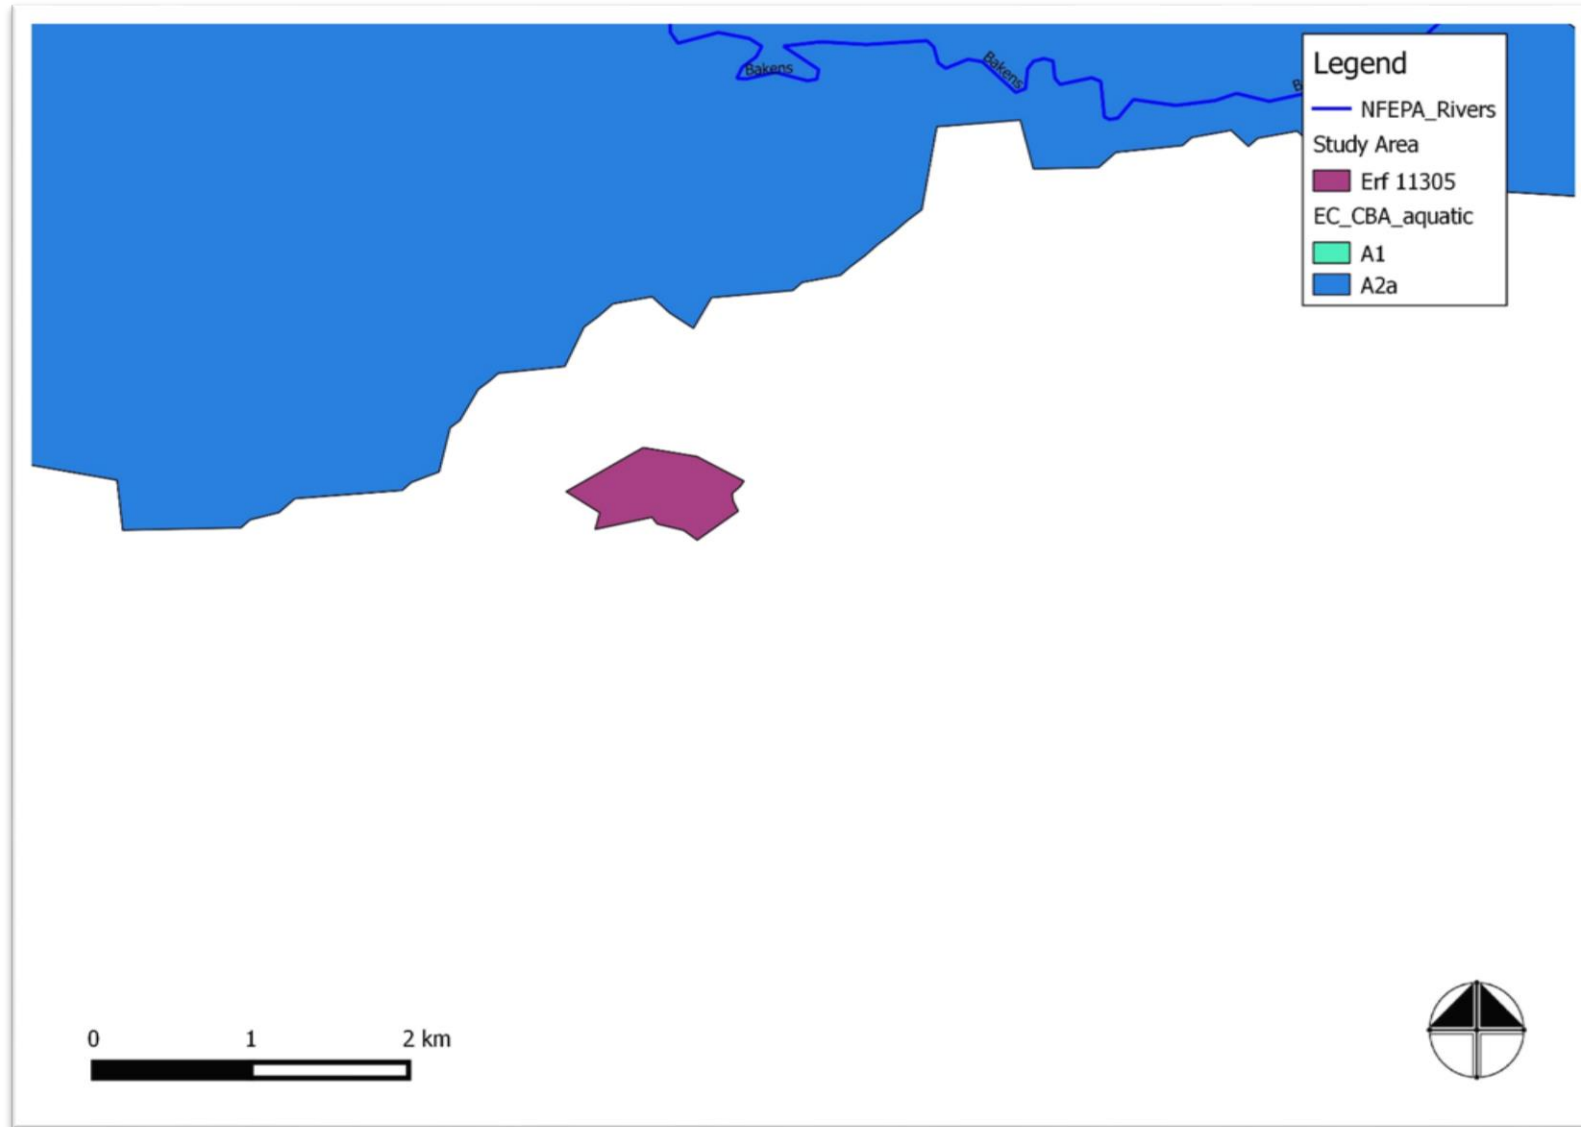 Bakens
Bakens
B
Legend
NFEPA_Rivers
Study Area
Erf 11305
EC_CBA_aquatic
A1
A2a
0 1 2 km